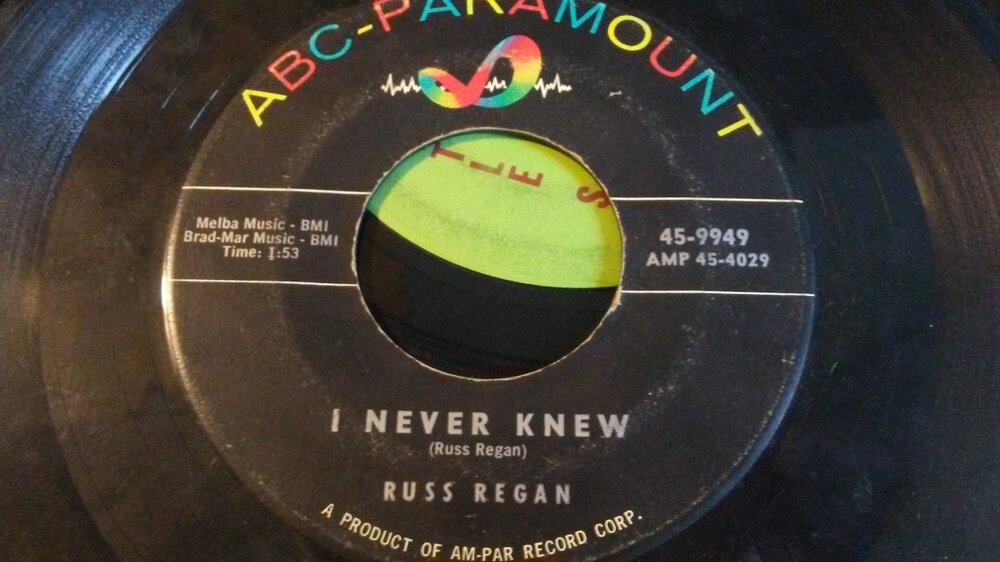 ABC-PARAMOUNT
TLE S
Melba Music - BMI
Brad-Mar Music - BMI
Time: 1:53
45-9949
AMP 45-4029
I NEVER KNEW
(Russ Regan)
RUSS REGAN
A PRODUCT OF AM-PAR RECORD CORP.